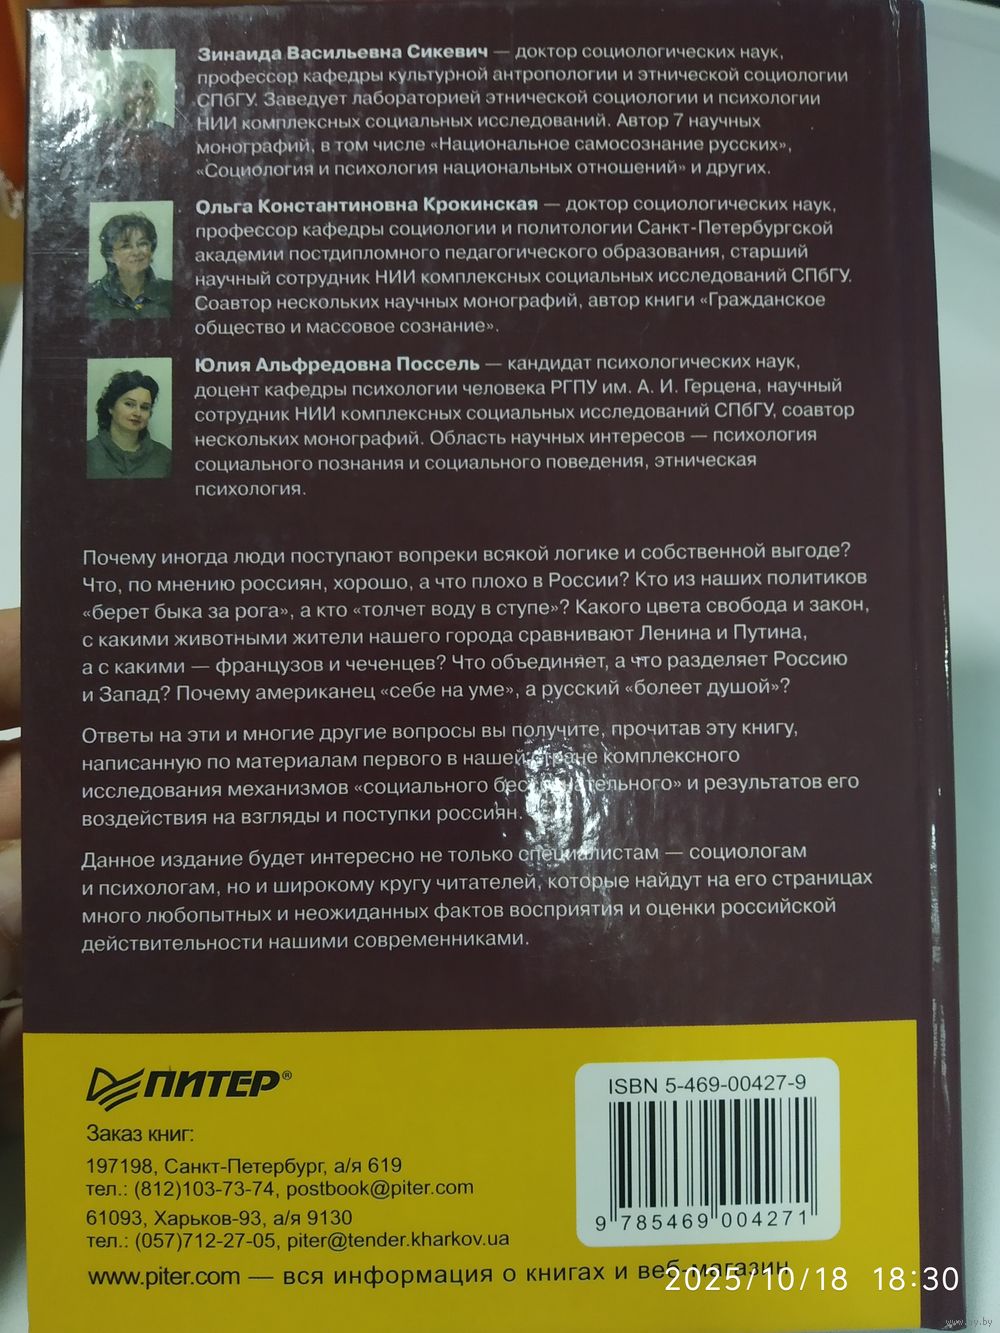 Зинаида Васильевна Сикевич — доктор социологических наук,
профессор кафедры культурной антропологии и этнической социологии
СПбГУ. Заведует лабораторией этнической социологии и психологии
НИИ комплексных социальных исследований. Автор 7 научных
монографий, в том числе «Национальное самосознание русских»,
«Социология и психология национальных отношений» и других.
Ольга Константиновна Крокинская — доктор социологических наук,
профессор кафедры социологии и политологии Санкт-Петербургской
академии постдипломного педагогического образования, старший
научный сотрудник НИИ комплексных социальных исследований СПбГУ.
Соавтор нескольких научных монографий, автор книги «Гражданское
общество и массовое сознание».
Юлия Альфредовна Поссель — кандидат психологических наук,
доцент кафедры психологии человека РГПУ им. А. И. Герцена, научный
сотрудник НИИ комплексных социальных исследований СПбГУ, соавтор
нескольких монографий. Область научных интересов — психология
социального познания и социального поведения, этническая
психология.
Почему иногда люди поступают вопреки всякой логике и собственной выгоде?
Что, по мнению россиян, хорошо, а что плохо в России? Кто из наших политиков
«берет быка за рога», а кто «толчет воду в ступе»? Какого цвета свобода и закон,
с какими животными жители нашего города сравнивают Ленина и Путина,
а с какими — французов и чеченцев? Что объединяет, а что разделяет Россию
и Запад? Почему американец «себе на уме», а русский «болеет душой»?
Ответы на эти и многие другие вопросы вы получите, прочитав эту книгу,
написанную по материалам первого в нашей стране комплексного
исследования механизмов «социального бессознательного» и результатов его
воздействия на взгляды и поступки россиян.
Данное издание будет интересно не только специалистам — социологам
и психологам, но и широкому кругу читателей, которые найдут на его страницах
много любопытных и неожиданных фактов восприятия и оценки российской
действительности нашими современниками.
ПИТЕР®
Заказ книг:
197198, Санкт-Петербург, а/я 619
тел.: (812)103-73-74, postbook@piter.com
61093, Харьков-93, а/я 9130
тел.: (057)712-27-05, piter@tender.kharkov.ua
www.piter.com — вся информация о книгах и веб-магазин
ISBN 5-469-00427-9
9 785469 004271
2025/10/18 18:30
www.ay.by